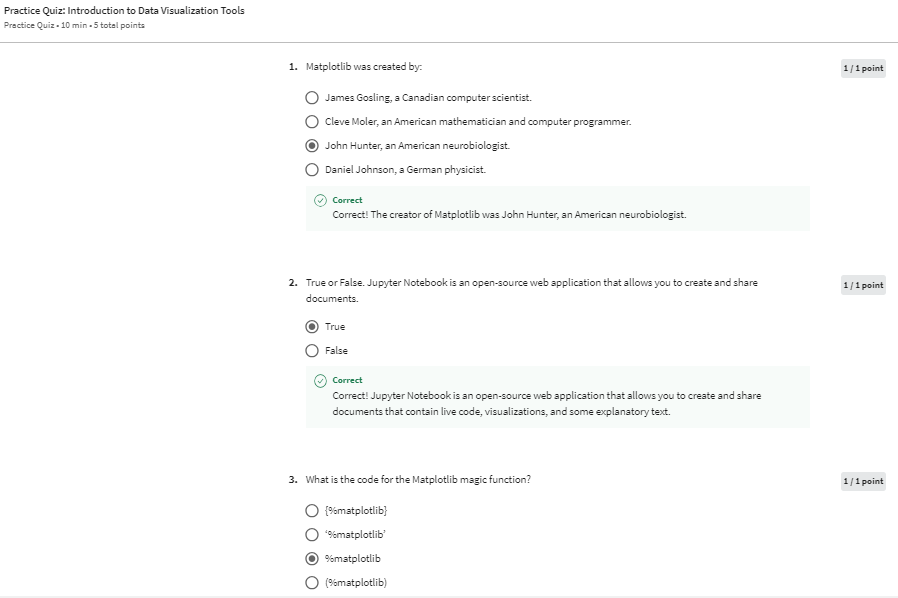 Practice Quiz: Introduction to Data Visualization Tools
Practice Quiz • 10 min • 5 total points
1. Matplotlib was created by:
1 / 1 point
James Gosling, a Canadian computer scientist.
Cleve Moler, an American mathematician and computer programmer.
John Hunter, an American neurobiologist.
Daniel Johnson, a German physicist.
Correct
Correct! The creator of Matplotlib was John Hunter, an American neurobiologist.
2. True or False. Jupyter Notebook is an open-source web application that allows you to create and share
documents.
1 / 1 point
True
False
Correct
Correct! Jupyter Notebook is an open-source web application that allows you to create and share
documents that contain live code, visualizations, and some explanatory text.
3. What is the code for the Matplotlib magic function?
1 / 1 point
{%matplotlib}
‘%matplotlib’
%matplotlib
(%matplotlib)